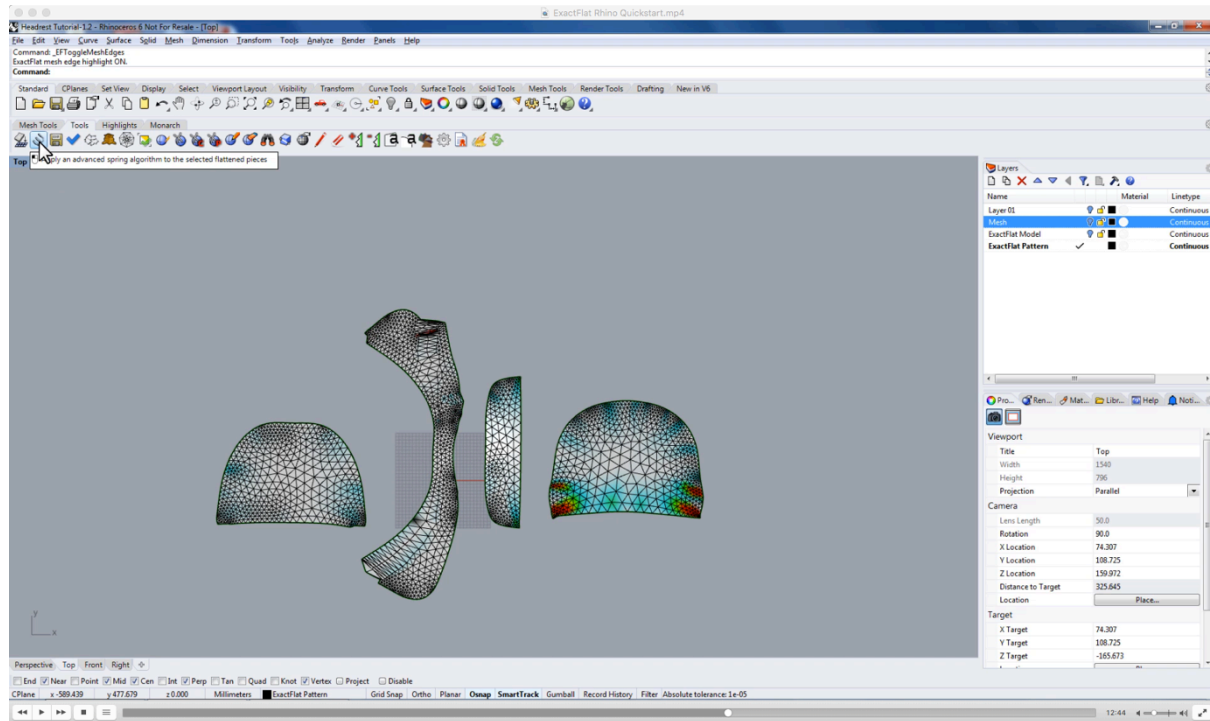 ExactFlat Rhino Quickstart.mp4
Headrest Tutorial-1.2 - Rhinoceros 6 Not For Resale - [Top]
File Edit View Curve Surface Solid Mesh Dimension Transform Tools Analyze Render Panels Help
Command: _EFToggleMeshEdges
ExactFlat mesh edge highlight ON.
Command:
Standard CPlanes Set View Display Select Viewport Layout Visibility Transform Curve Tools Surface Tools Solid Tools Mesh Tools Render Tools Drafting New in V6
Mesh Tools Tools Highlights Monarch
Top
ly an advanced spring algorithm to the selected flattened pieces
Layers
Name Material Linetype
Layer 01 Continuous
Mesh Continuous
ExactFlat Model Continuous
ExactFlat Pattern Continuous
Pro... Ren... Mat... Libr... Help Noti...
Viewport
Title Top
Width 1540
Height 796
Projection Parallel
Camera
Lens Length 50.0
Rotation 90.0
X Location 74.307
Y Location 108.725
Z Location 159.972
Distance to Target 325.645
Location Place...
Target
X Target 74.307
Y Target 108.725
Z Target -165.673
y
x
Perspective Top Front Right
End Near Point Mid Cen Int Perp Tan Quad Knot Vertex Project Disable
CPlane x -589.439 y 477.679 z 0.000 Millimeters ExactFlat Pattern Grid Snap Ortho Planar Osnap SmartTrack Gumball Record History Filter Absolute tolerance: 1e-05
12:44